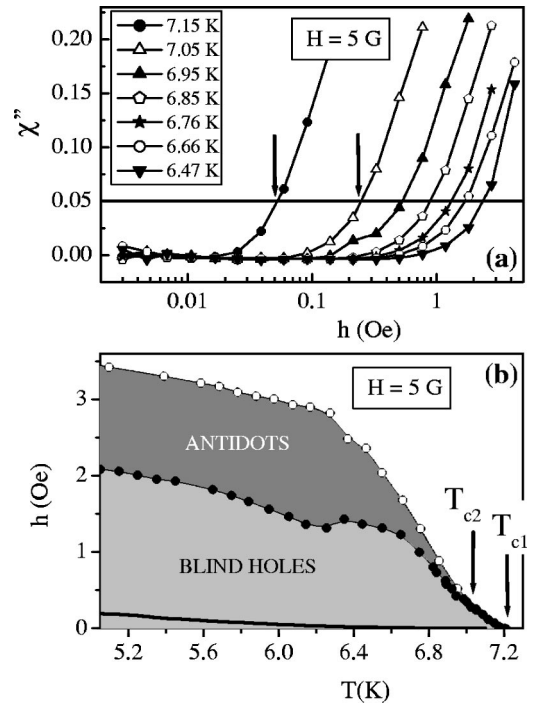 0.20
0.15
0.10
0.05
0.00
χ''
7.15 K
7.05 K
6.95 K
6.85 K
6.76 K
6.66 K
6.47 K
H = 5 G
(a)
0.01 0.1 1
h (Oe)
(b)
H = 5 G
3
2
1
0
h (Oe)
ANTIDOTS
BLIND HOLES
Tc2
Tc1
5.2 5.6 6.0 6.4 6.8 7.2
T(K)